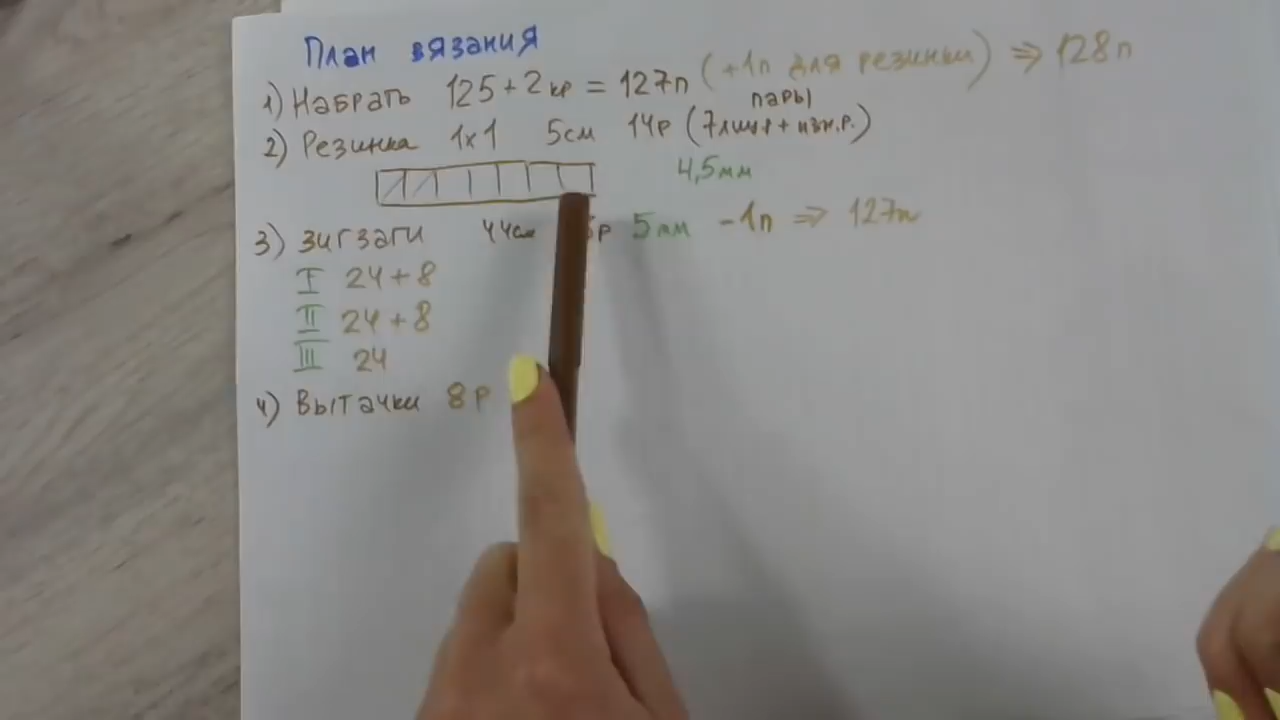 План вязания
1) Набрать 125 + 2кр = 127п (+1п для резинки) ⇒ 128п
пары
2) Резинка 1х1 5см 14р (7лиц.р + изн.р.)
4,5мм
3) зигзаги 44см р 5мм -1п ⇒ 127п
I 24 + 8
II 24 + 8
III 24
4) Вытачки 8р